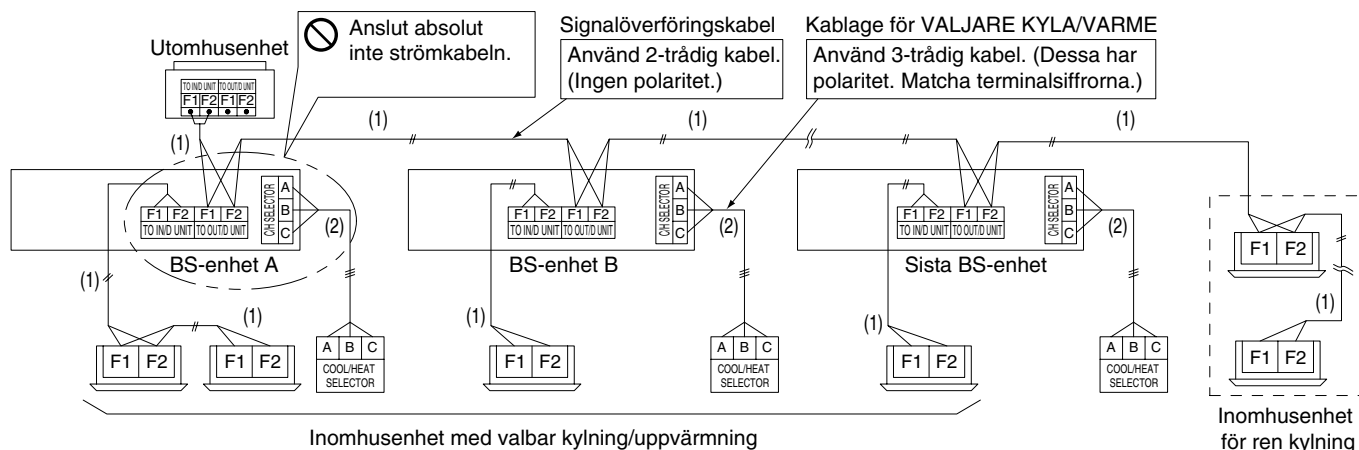 Utomhusenhet
TO IN/D UNIT TO OUT/D UNIT
F1 F2 F1 F2
Anslut absolut
inte strömkabeln.
Signalöverföringskabel
Använd 2-trådig kabel.
(Ingen polaritet.)
Kablage för VALJARE KYLA/VARME
Använd 3-trådig kabel. (Dessa har
polaritet. Matcha terminalsiffrorna.)
(1)
(1)
(1)
(1)
F1 F2 F1 F2
TO IN/D UNIT TO OUT/D UNIT
C/H SELECTOR
A
B
C
(2)
BS-enhet A
F1 F2 F1 F2
TO IN/D UNIT TO OUT/D UNIT
C/H SELECTOR
A
B
C
(2)
BS-enhet B
F1 F2 F1 F2
TO IN/D UNIT TO OUT/D UNIT
C/H SELECTOR
A
B
C
(2)
Sista BS-enhet
F1 F2
(1)
(1)
(1)
(1)
(1)
F1 F2
F1 F2
A B C
COOL/HEAT
SELECTOR
F1 F2
A B C
COOL/HEAT
SELECTOR
F1 F2
A B C
COOL/HEAT
SELECTOR
F1 F2
Inomhusenhet med valbar kylning/uppvärmning
Inomhusenhet
för ren kylning